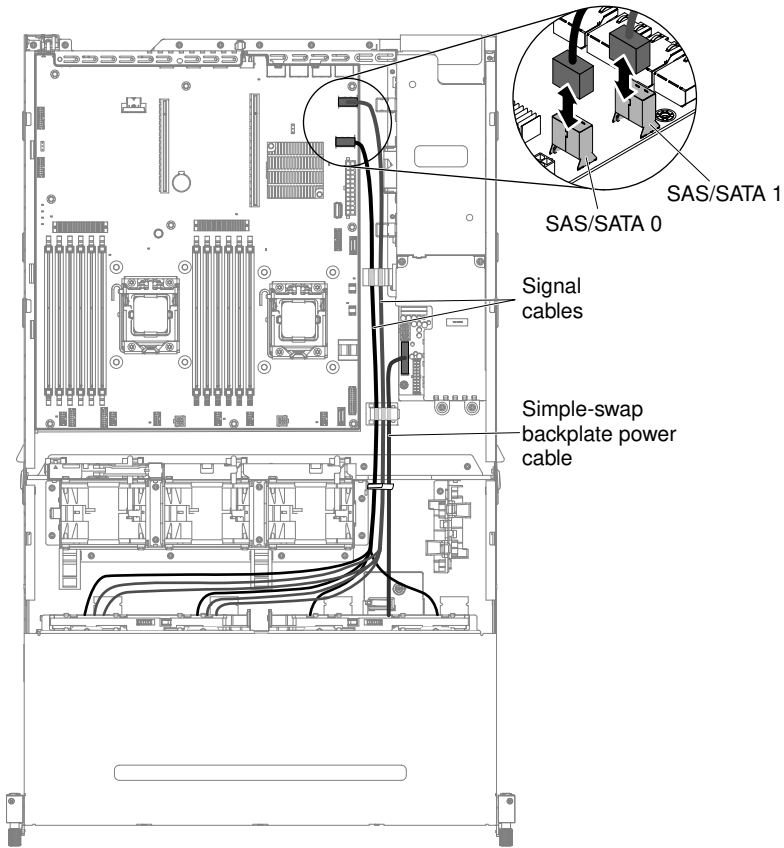 SAS/SATA 1
SAS/SATA 0
Signal
cables
Simple-swap
backplate power
cable